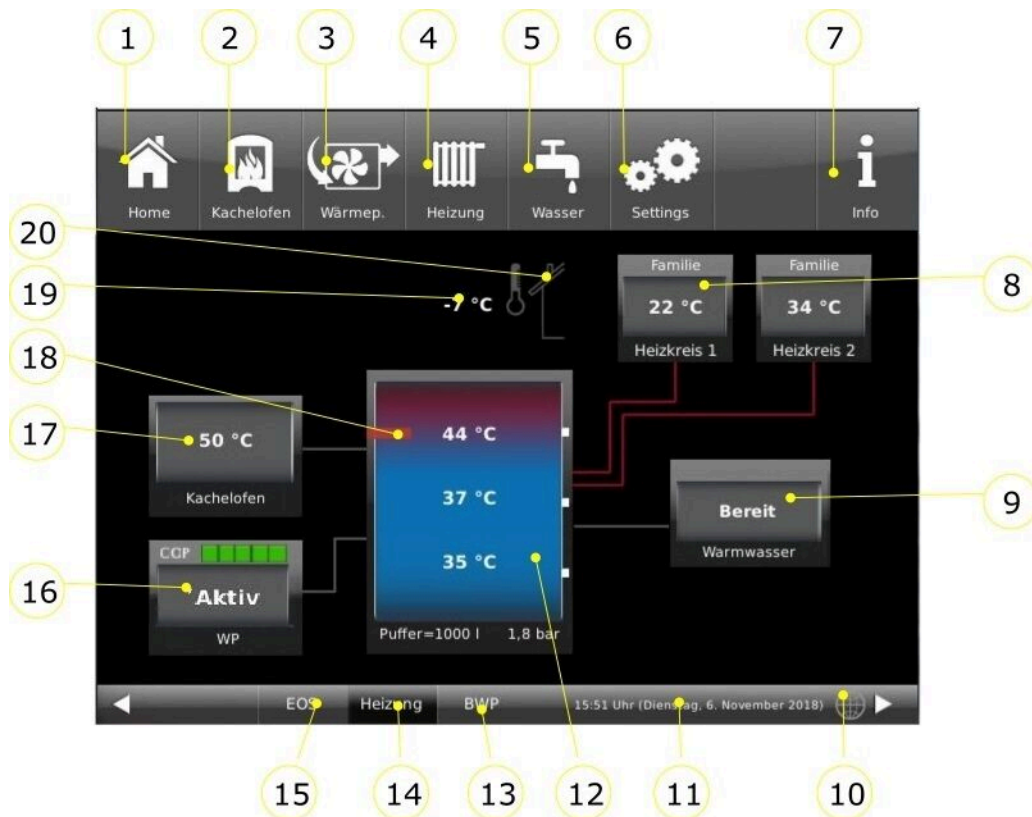 1 2 3 4 5 6 7
Home Kachelofen Wärmep. Heizung Wasser Settings Info
20
19
-7 °C
Familie Familie
22 °C 34 °C
Heizkreis 1 Heizkreis 2
8
18
17
50 °C
Kachelofen
44 °C
37 °C
35 °C
Puffer=1000 l 1,8 bar
Bereit
Warmwasser
9
16
COP
Aktiv
WP
EOS Heizung BWP 15:51 Uhr (Dienstag, 6. November 2018)
15 14 13 12 11 10